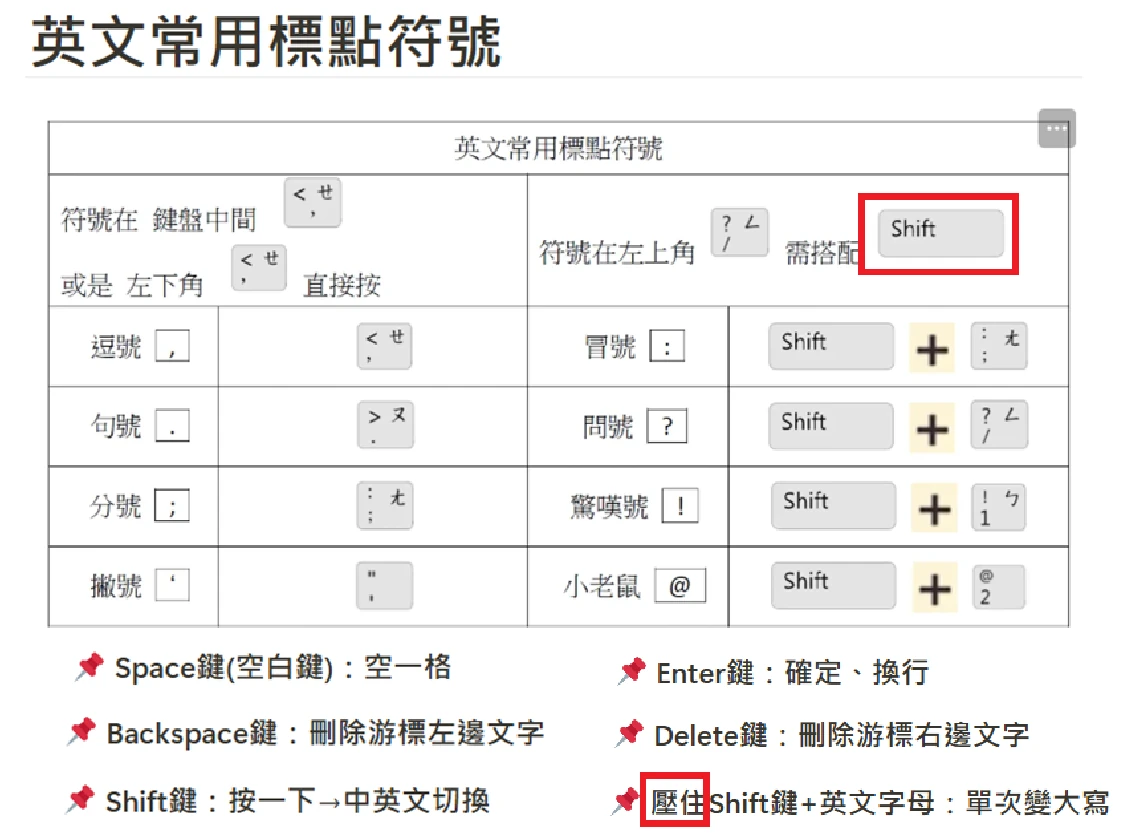 英文常用標點符號
英文常用標點符號
符號在 鍵盤中間 < ㄝ ,
或是 左下角 < ㄝ , 直接按
符號在左上角 ? ㄥ / 需搭配 Shift
逗號 , < ㄝ , 冒號 : Shift + : ㄤ ;
句號 . > ㄡ . 問號 ? Shift + ? ㄥ /
分號 ; : ㄤ ; 驚嘆號 ! Shift + ! ㄅ 1
撇號 ‘ " ' 小老鼠 @ Shift + @ 2
Space鍵(空白鍵)：空一格
Enter鍵：確定、換行
Backspace鍵：刪除游標左邊文字
Delete鍵：刪除游標右邊文字
Shift鍵：按一下→中英文切換
壓住Shift鍵+英文字母：單次變大寫